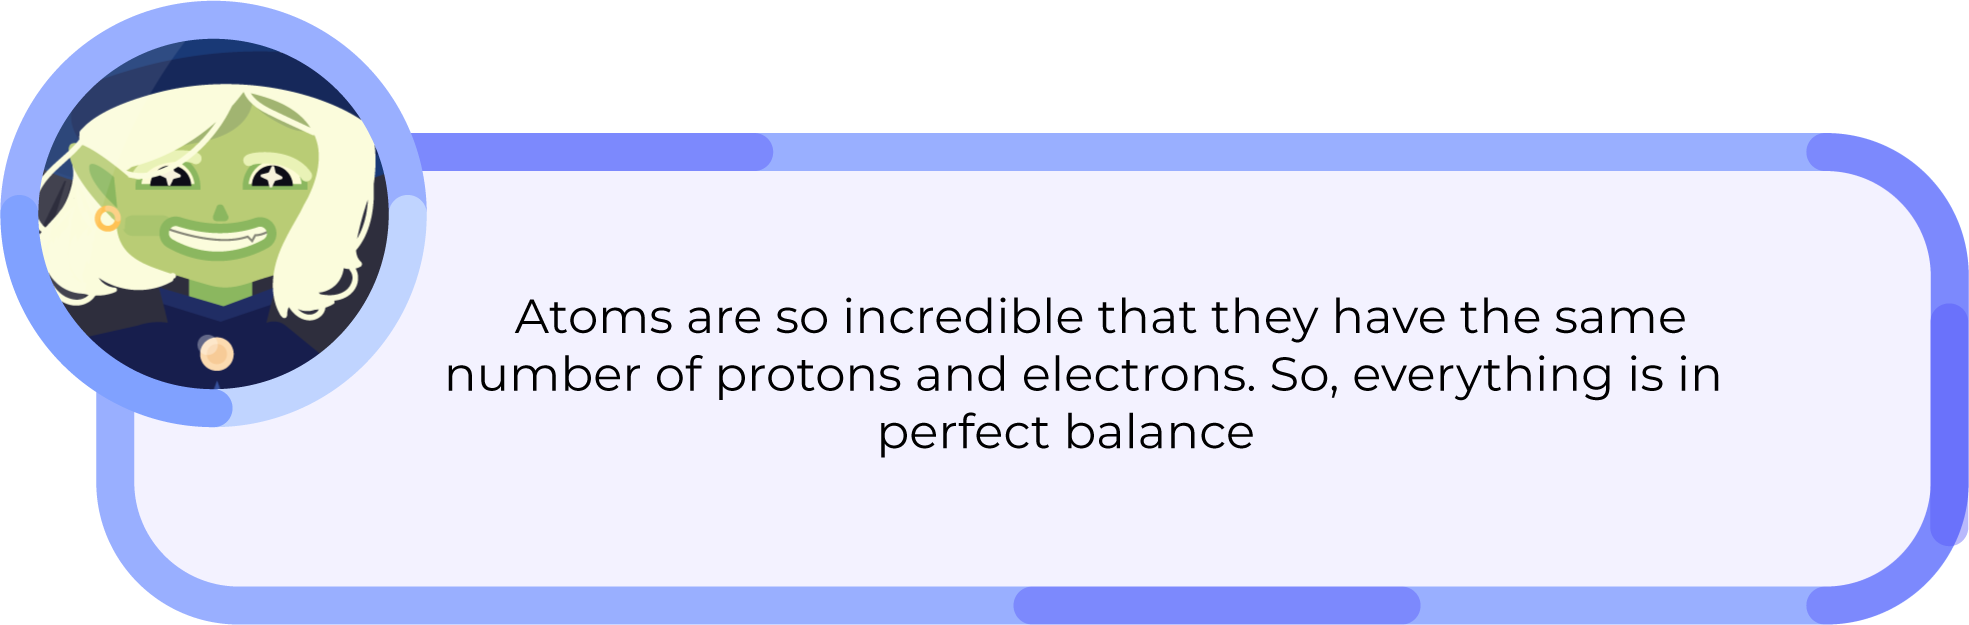 Atoms are so incredible that they have the same
number of protons and electrons. So, everything is in
perfect balance